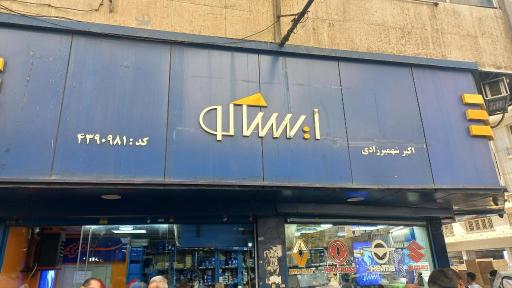 ایساکو
کد: ۴۳۹۰۹۸۱
اکبر شهمیرزادی